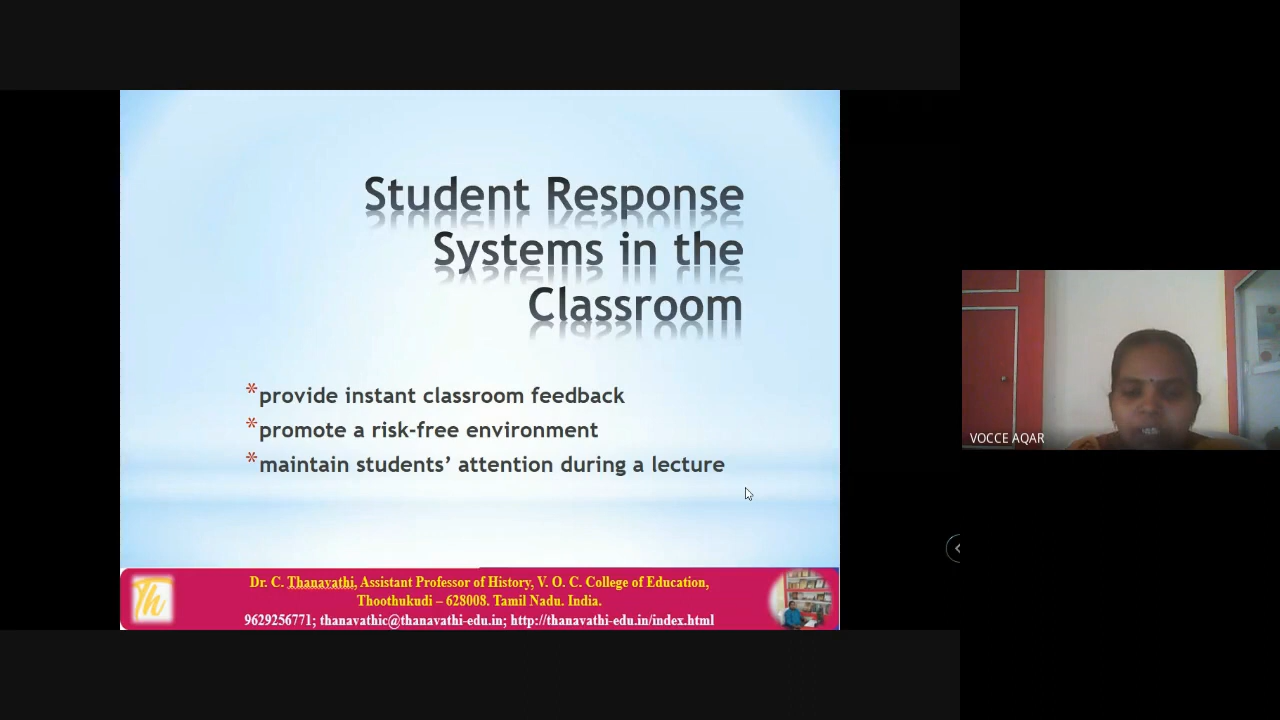 Student Response
Systems in the
Classroom
*provide instant classroom feedback
*promote a risk-free environment
*maintain students’ attention during a lecture
VOCCE AQAR
Th
Dr. C. Thanavathi, Assistant Professor of History, V. O. C. College of Education,
Thoothukudi – 628008. Tamil Nadu. India.
9629256771; thanavathic@thanavathi-edu.in; http://thanavathi-edu.in/index.html